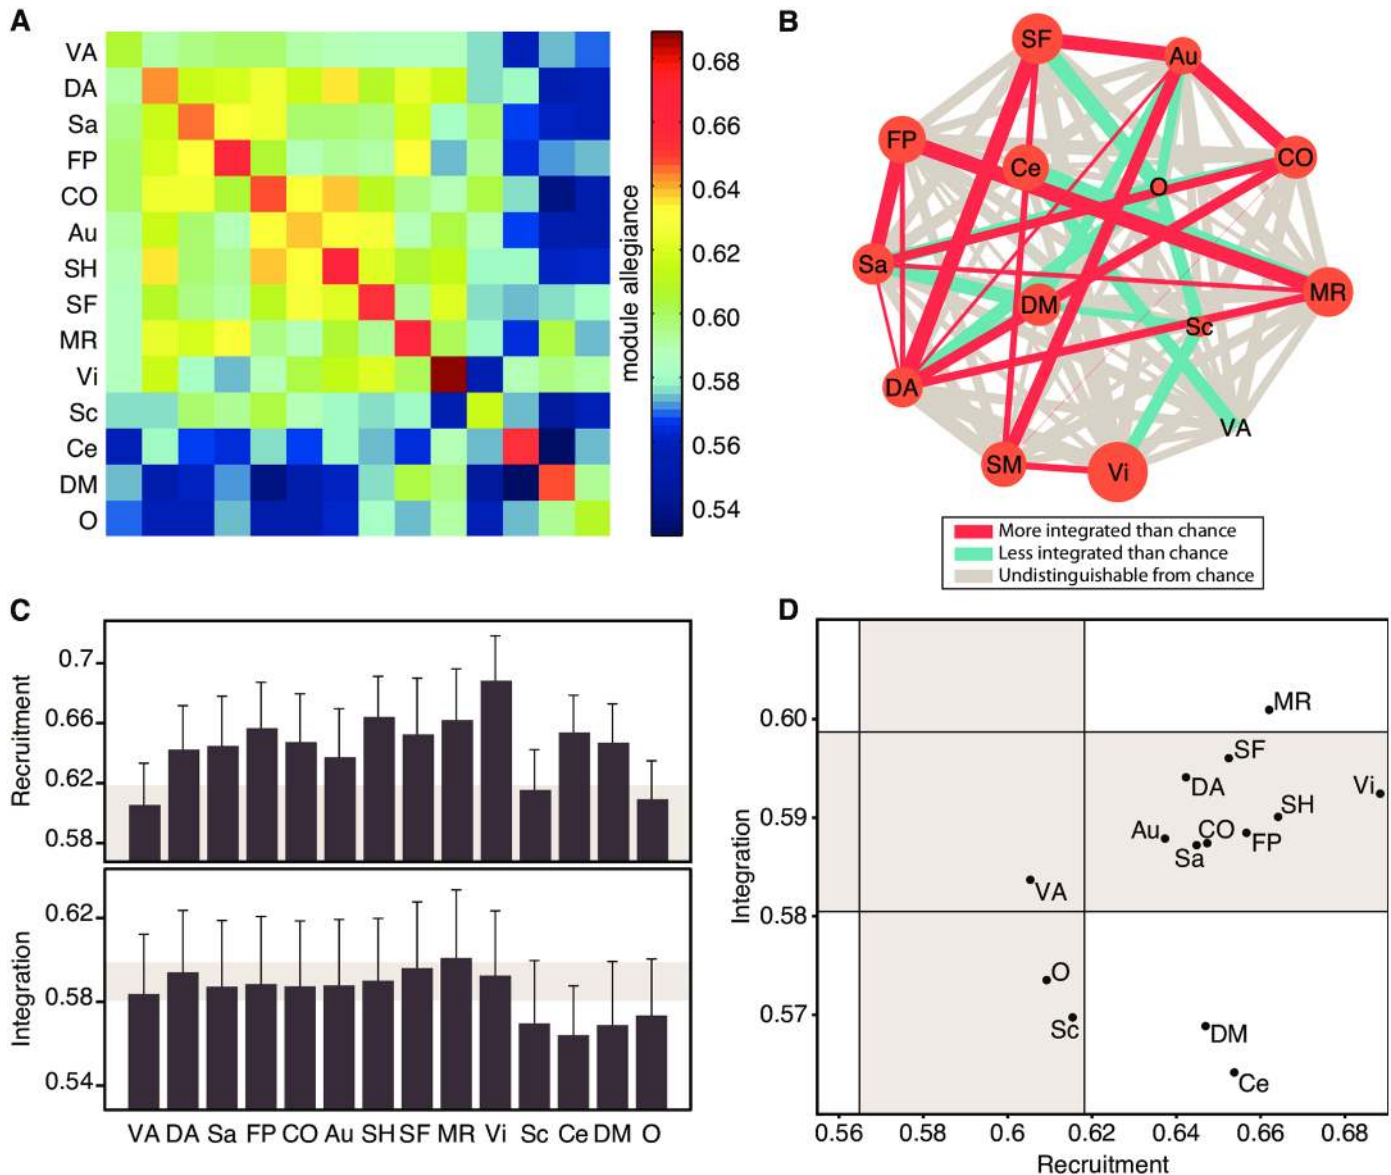 A
VA
DA
Sa
FP
CO
Au
SH
SF
MR
Vi
Sc
Ce
DM
O
0.68
0.66
0.64
0.62
0.60
0.58
0.56
0.54
module allegiance
B
SF
Au
FP
Ce
CO
O
Sa
DM
MR
Sc
DA
VA
SM
Vi
More integrated than chance
Less integrated than chance
Undistinguishable from chance
C
Recruitment
0.7
0.66
0.62
0.58
Integration
0.62
0.58
0.54
VA DA Sa FP CO Au SH SF MR Vi Sc Ce DM O
D
Integration
0.60
0.59
0.58
0.57
MR
SF
DA
Vi
SH
Au
CO
Sa
FP
VA
O
Sc
DM
Ce
0.56 0.58 0.6 0.62 0.64 0.66 0.68
Recruitment